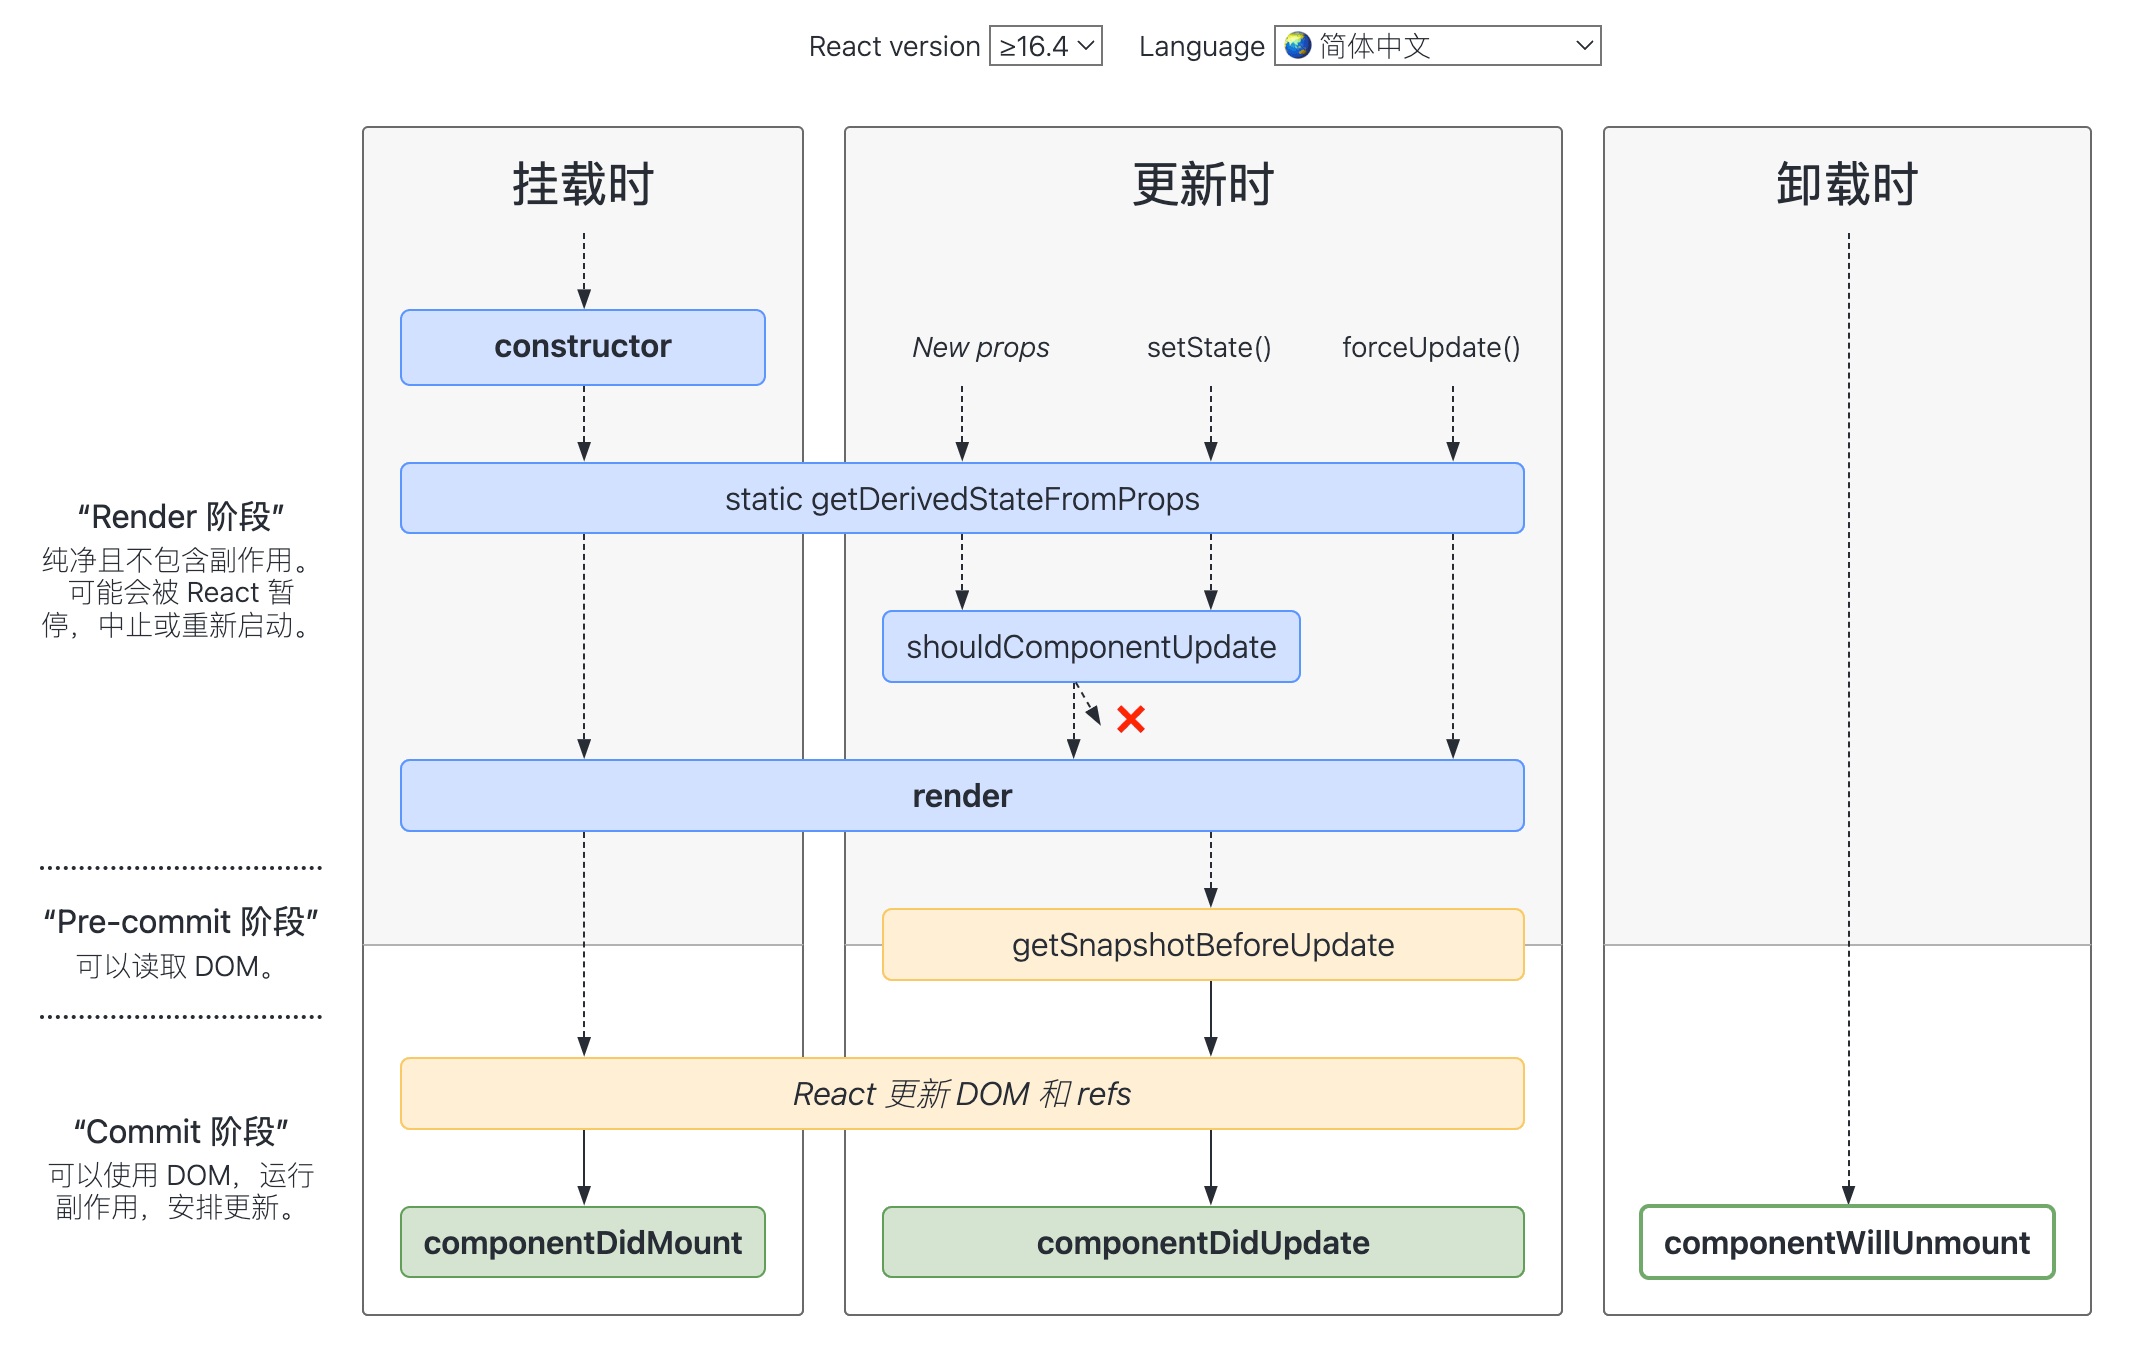 React version ≥16.4 Language 简体中文
挂载时
更新时
卸载时
constructor
New props
setState()
forceUpdate()
static getDerivedStateFromProps
“Render 阶段”
纯净且不包含副作用。
可能会被 React 暂
停，中止或重新启动。
shouldComponentUpdate
render
“Pre-commit 阶段”
可以读取 DOM。
getSnapshotBeforeUpdate
React 更新 DOM 和 refs
“Commit 阶段”
可以使用 DOM，运行
副作用，安排更新。
componentDidMount
componentDidUpdate
componentWillUnmount